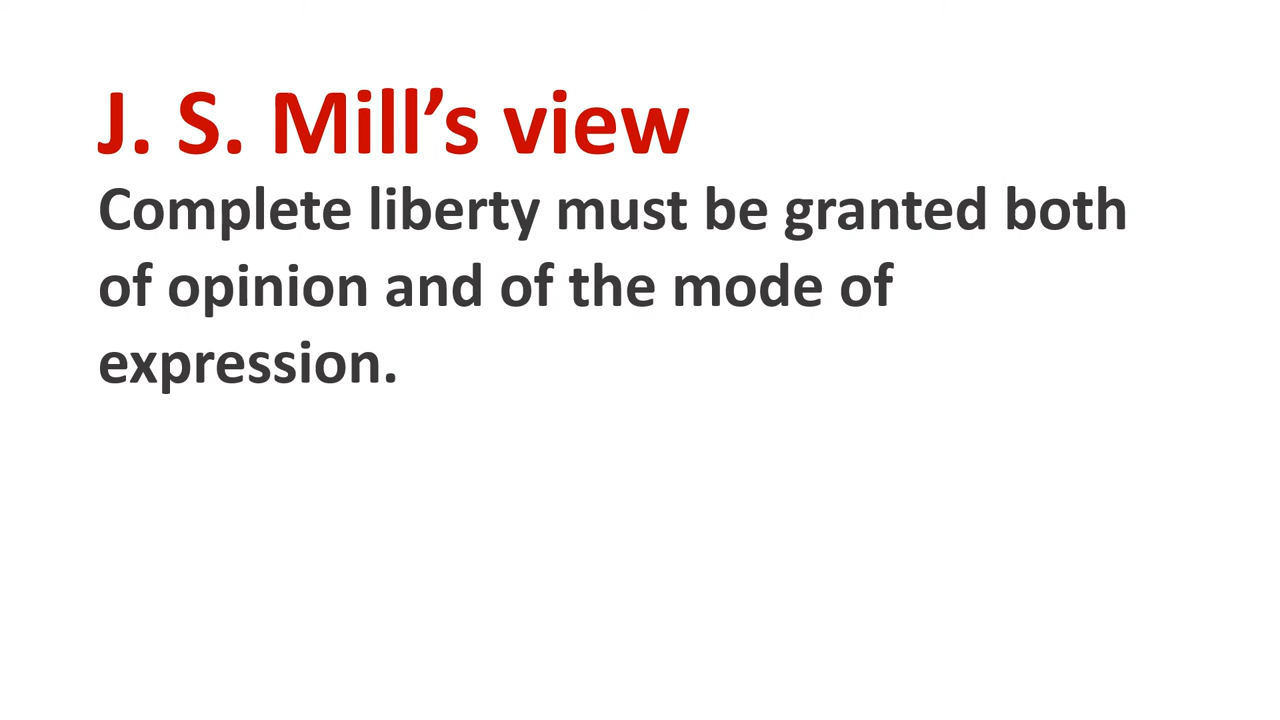 J. S. Mill’s view
Complete liberty must be granted both
of opinion and of the mode of
expression.